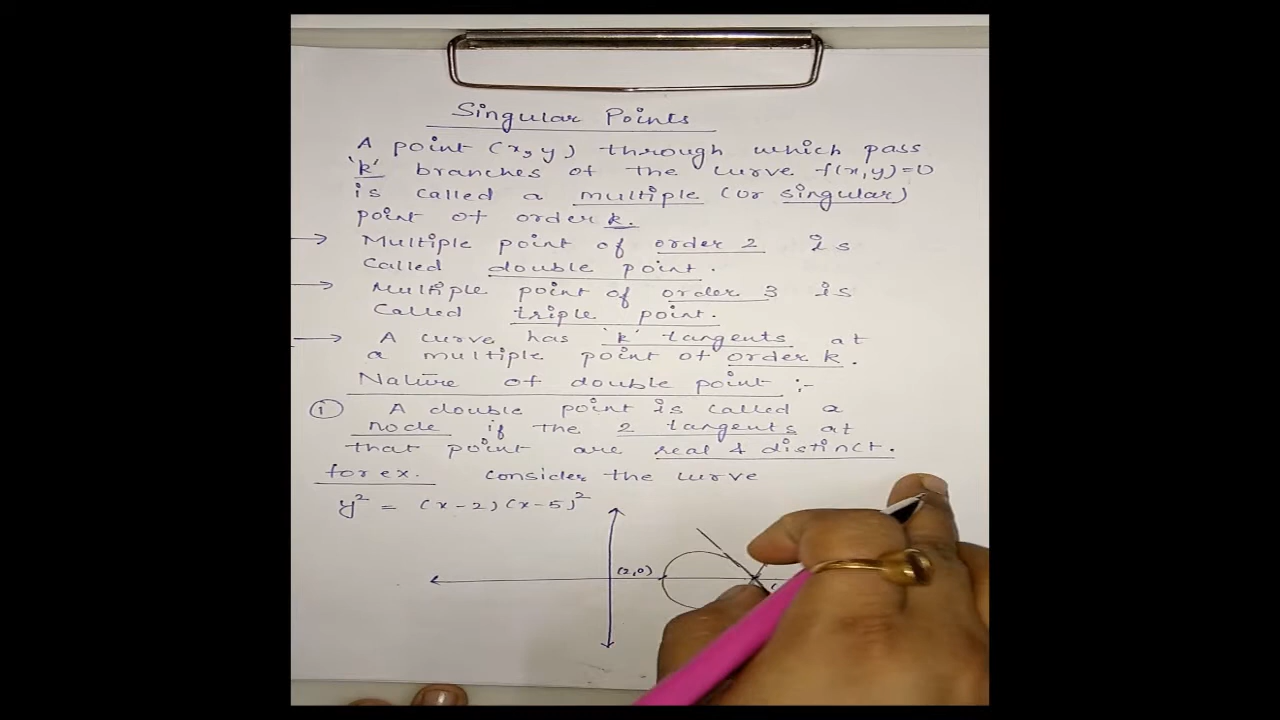 Singular Points
A point (x, y) through which pass
'k' branches of the curve f(x,y)=0
is called a multiple (or singular)
point of order k.
→ Multiple point of order 2 is
called double point.
→ Multiple point of order 3 is
called triple point.
→ A curve has 'k' tangents at
a multiple point of order k.
Nature of double point :-
(i) A double point is called a
node if the 2 tangents at
that point are real & distinct.
for ex. consider the curve
y² = (x-2)(x-5)²
(2,0)